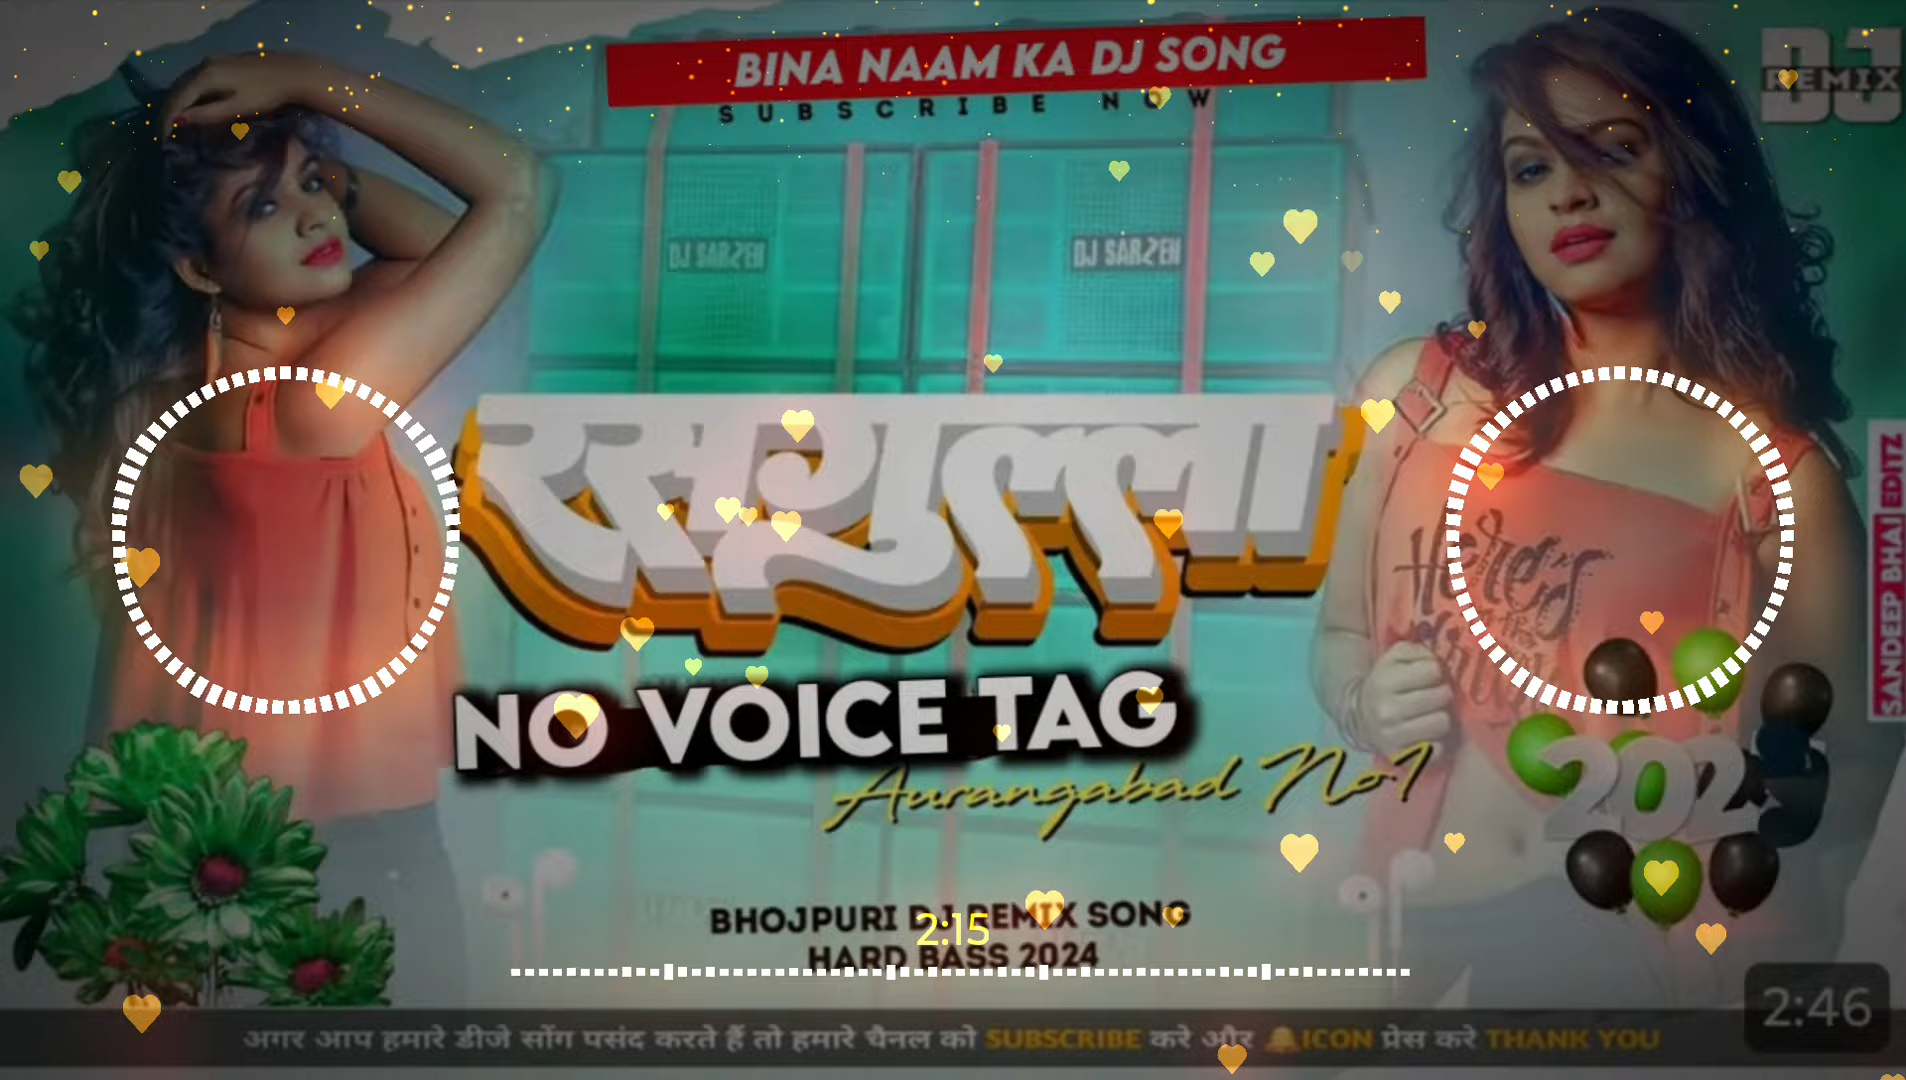 BINA NAAM KA DJ SONG
SUBSCRIBE NOW
DJ
REMIX
DJ SARZEN
DJ SARZEN
रसगुल्ला
NO VOICE TAG
Aurangabad No1
SANDEEP BHAI EDITZ
202
BHOJPURI DJ REMIX SONG
2:15
HARD BASS 2024
2:46
अगर आप हमारे डीजे सोंग पसंद करते हैं तो हमारे चैनल को SUBSCRIBE करे और 🔔ICON प्रेस करे THANK YOU